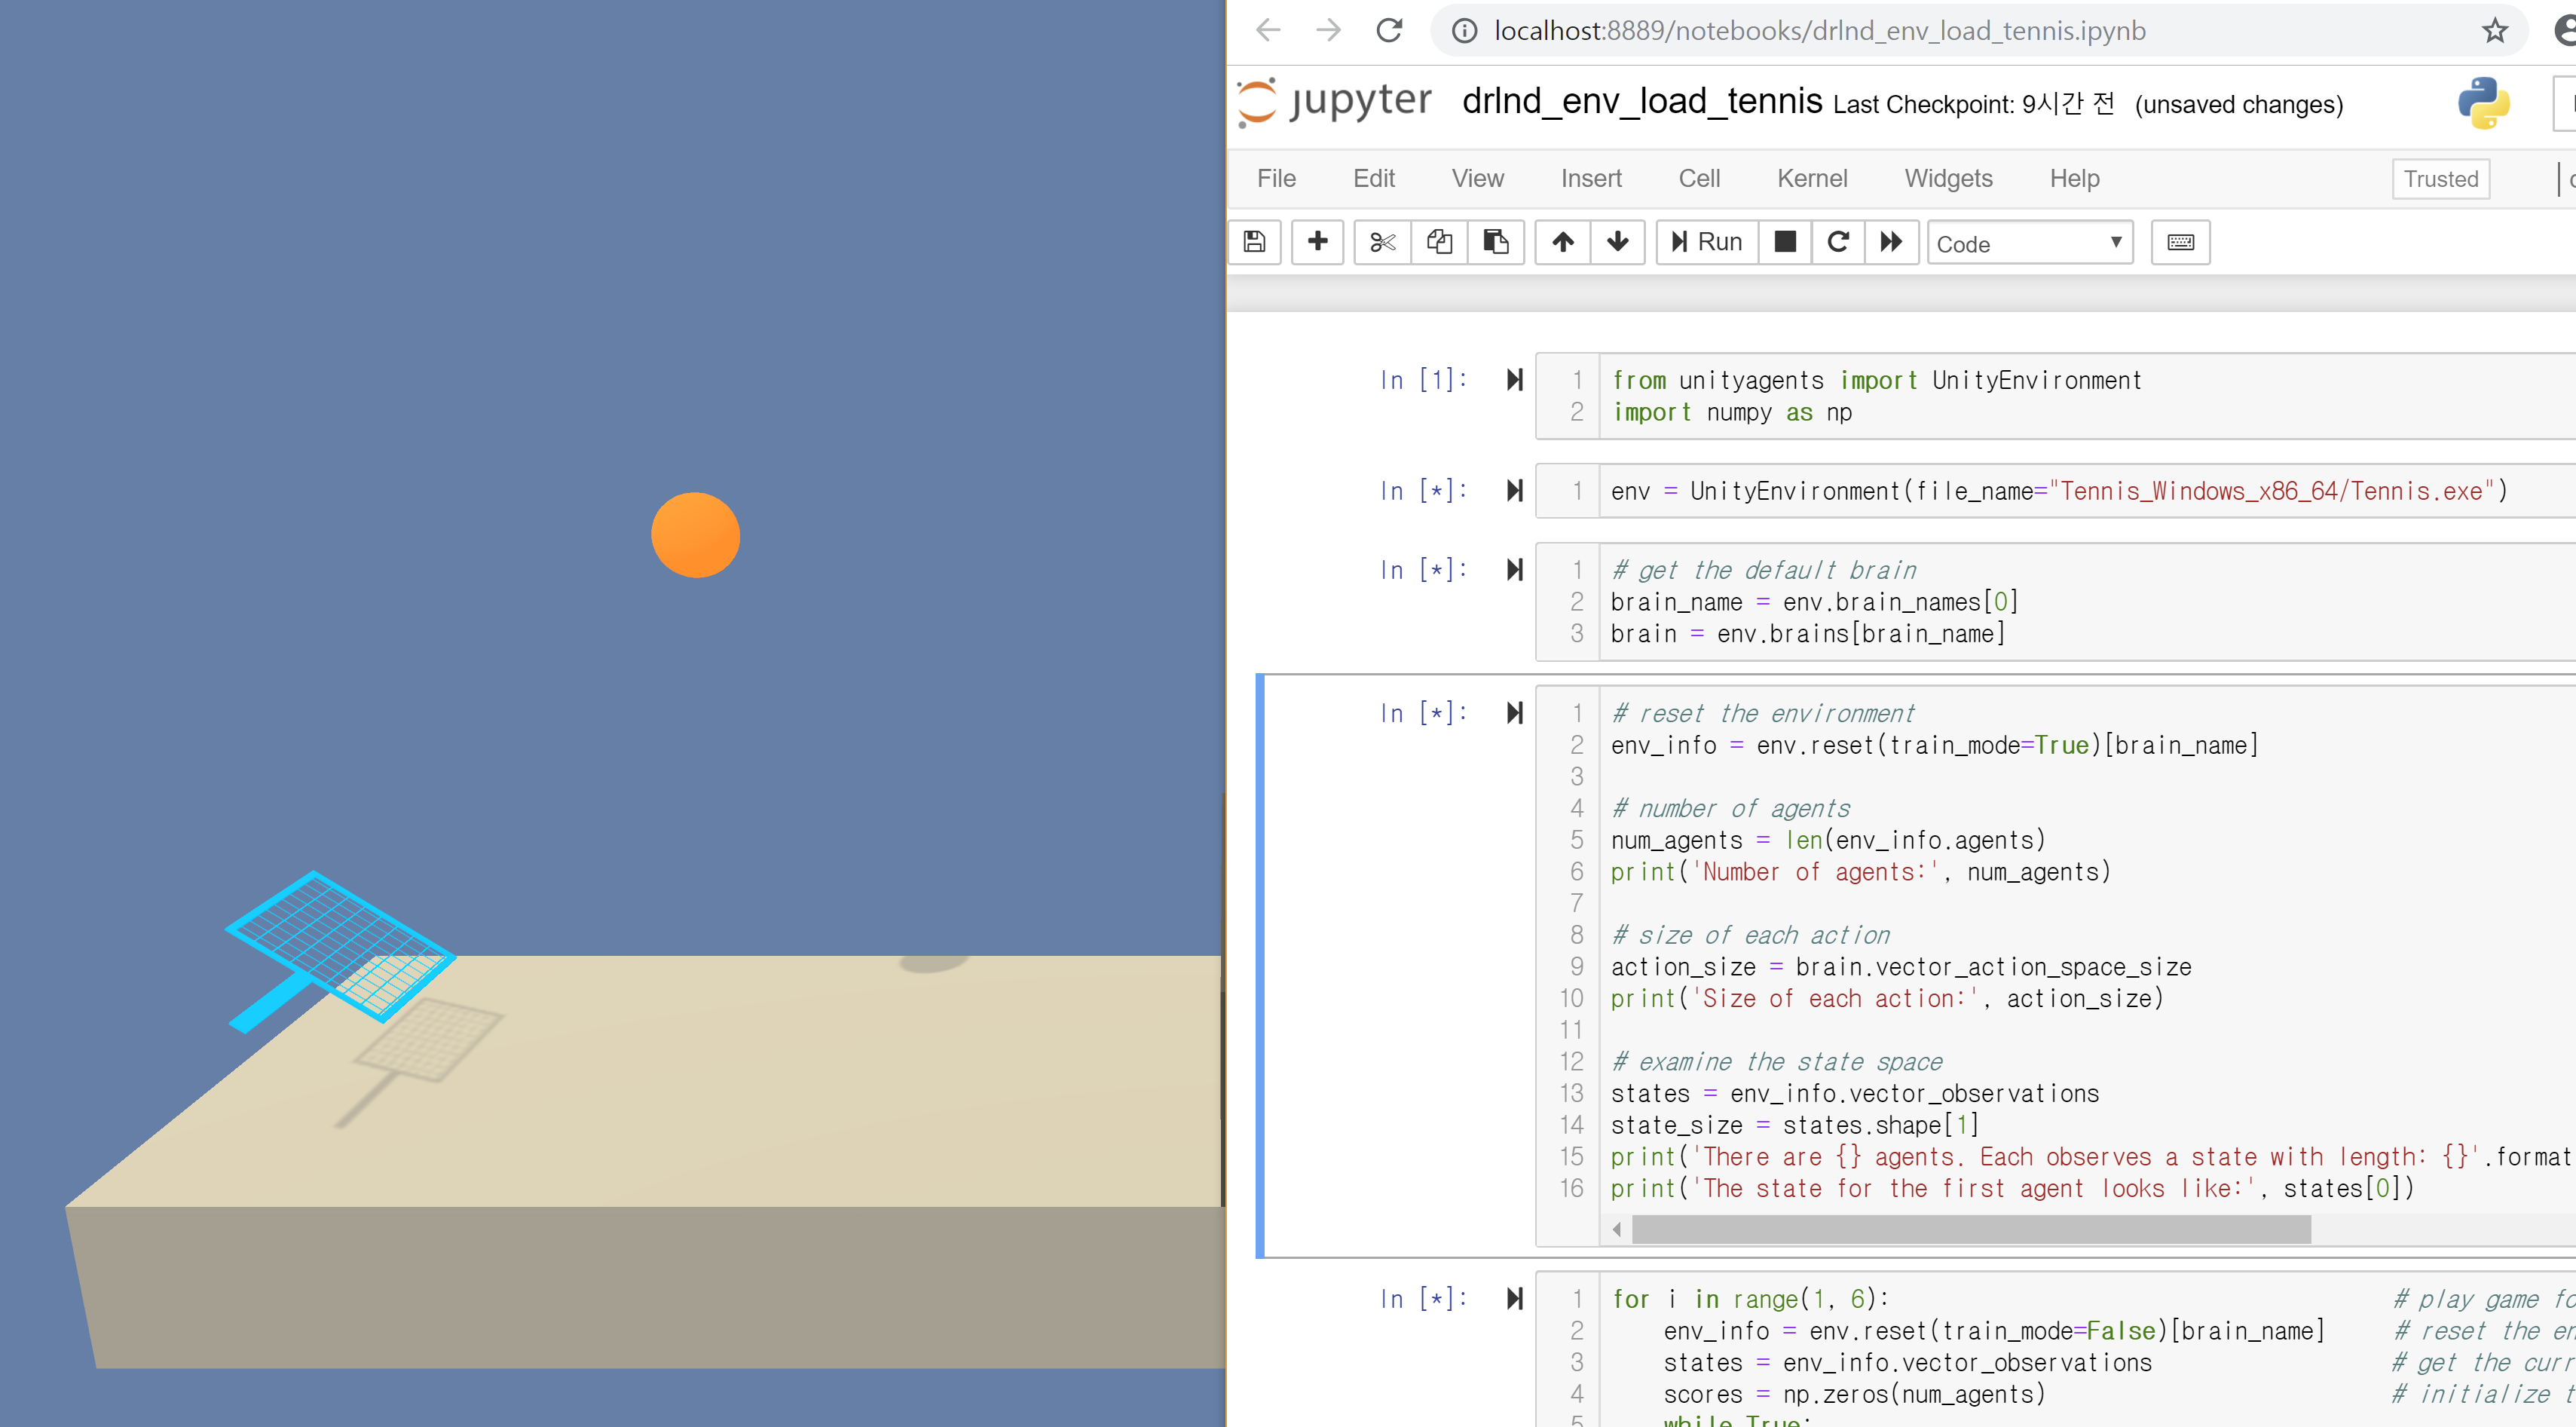 localhost:8889/notebooks/drlnd_env_load_tennis.ipynb
jupyter drlnd_env_load_tennis Last Checkpoint: 9시간 전 (unsaved changes)
File Edit View Insert Cell Kernel Widgets Help Trusted
Run Code
In [1]:
1 from unityagents import UnityEnvironment
2 import numpy as np
In [*]:
1 env = UnityEnvironment(file_name="Tennis_Windows_x86_64/Tennis.exe")
In [*]:
1 # get the default brain
2 brain_name = env.brain_names[0]
3 brain = env.brains[brain_name]
In [*]:
1 # reset the environment
2 env_info = env.reset(train_mode=True)[brain_name]
3
4 # number of agents
5 num_agents = len(env_info.agents)
6 print('Number of agents:', num_agents)
7
8 # size of each action
9 action_size = brain.vector_action_space_size
10 print('Size of each action:', action_size)
11
12 # examine the state space
13 states = env_info.vector_observations
14 state_size = states.shape[1]
15 print('There are {} agents. Each observes a state with length: {}'.format
16 print('The state for the first agent looks like:', states[0])
In [*]:
1 for i in range(1, 6): # play game
2 env_info = env.reset(train_mode=False)[brain_name] # reset the
3 states = env_info.vector_observations # get the
4 scores = np.zeros(num_agents) # initialize
5 while True: